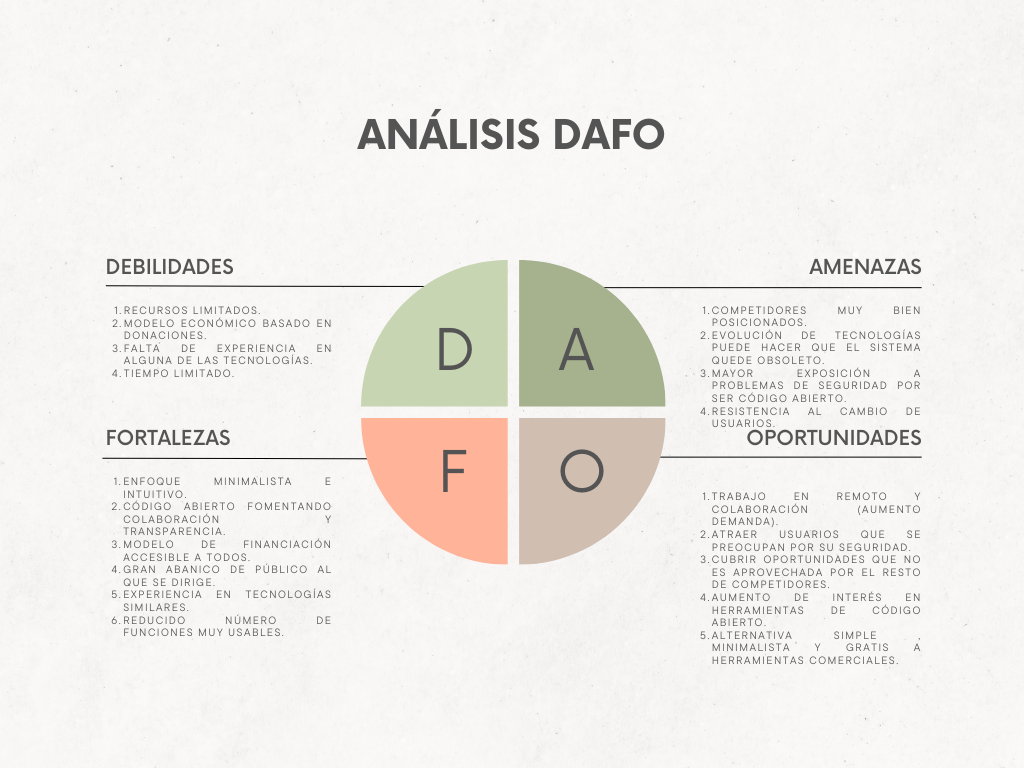 ANÁLISIS DAFO
DEBILIDADES
1.RECURSOS LIMITADOS.
2.MODELO ECONÓMICO BASADO EN
DONACIONES.
3.FALTA DE EXPERIENCIA EN
ALGUNA DE LAS TECNOLOGÍAS.
4.TIEMPO LIMITADO.
D
A
AMENAZAS
1.COMPETIDORES MUY BIEN
POSICIONADOS.
2.EVOLUCIÓN DE TECNOLOGÍAS
PUEDE HACER QUE EL SISTEMA
QUEDE OBSOLETO.
3.MAYOR EXPOSICIÓN A
PROBLEMAS DE SEGURIDAD POR
SER CÓDIGO ABIERTO.
4.RESISTENCIA AL CAMBIO DE
USUARIOS.
FORTALEZAS
1.ENFOQUE MINIMALISTA E
INTUITIVO.
2.CÓDIGO ABIERTO FOMENTANDO
COLABORACIÓN Y
TRANSPARENCIA.
3.MODELO DE FINANCIACIÓN
ACCESIBLE A TODOS.
4.GRAN ABANICO DE PÚBLICO AL
QUE SE DIRIGE.
5.EXPERIENCIA EN TECNOLOGÍAS
SIMILARES.
6.REDUCIDO NÚMERO DE
FUNCIONES MUY USABLES.
F
O
OPORTUNIDADES
1.TRABAJO EN REMOTO Y
COLABORACIÓN (AUMENTO
DEMANDA).
2.ATRAER USUARIOS QUE SE
PREOCUPAN POR SU SEGURIDAD.
3.CUBRIR OPORTUNIDADES QUE NO
ES APROVECHADA POR EL RESTO
DE COMPETIDORES.
4.AUMENTO DE INTERÉS EN
HERRAMIENTAS DE CÓDIGO
ABIERTO.
5.ALTERNATIVA SIMPLE ,
MINIMALISTA Y GRATIS A
HERRAMIENTAS COMERCIALES.